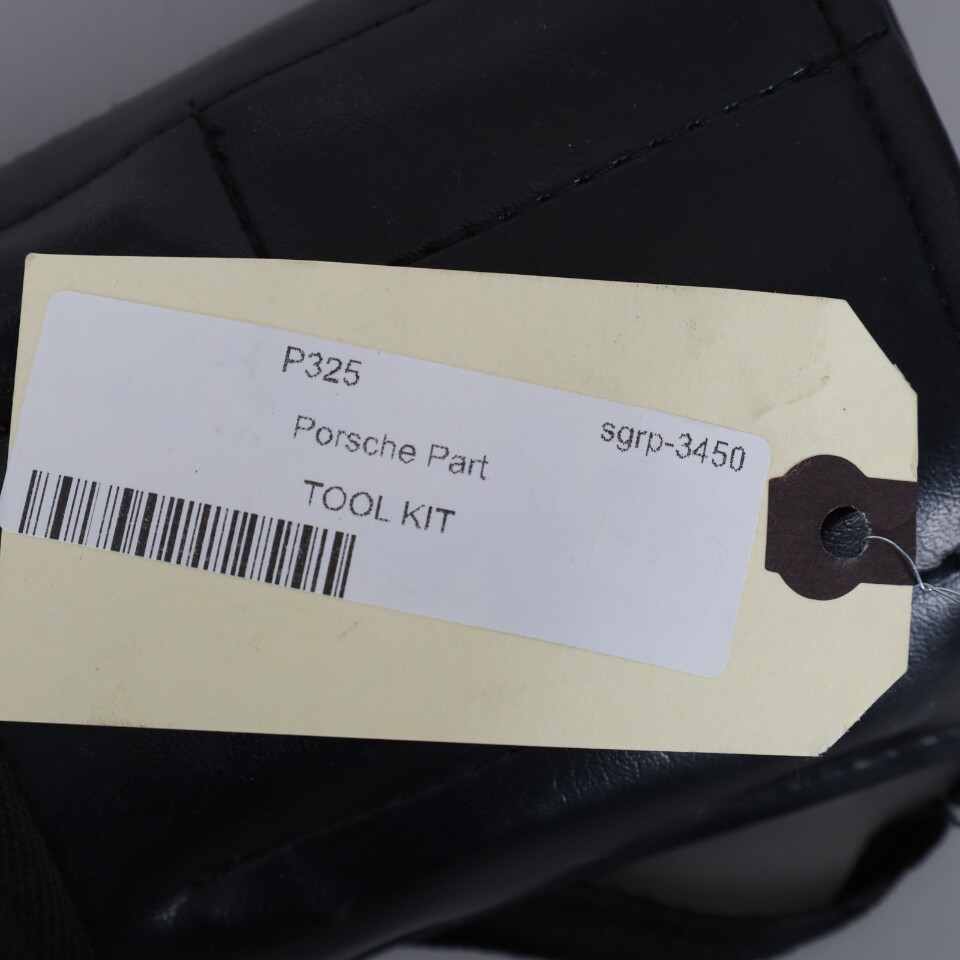 P325
sgrp-3450
Porsche Part
TOOL KIT